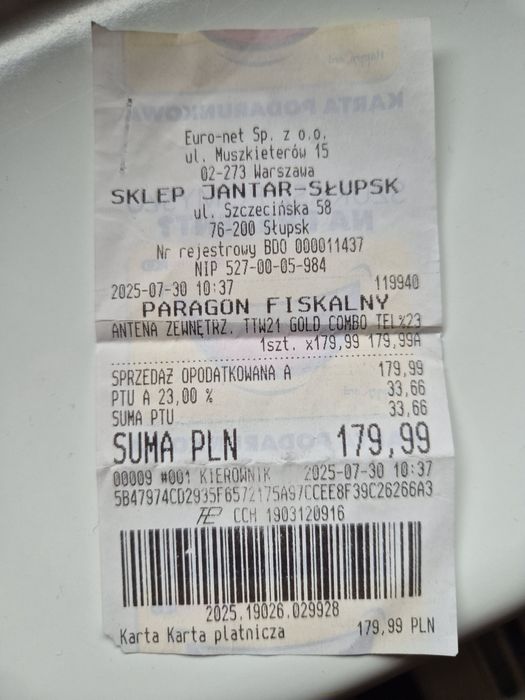 Euro-net Sp. z o.o.
ul. Muszkieterów 15
02-273 Warszawa
SKLEP JANTAR-SŁUPSK
ul. Szczecińska 58
76-200 Słupsk
Nr rejestrowy BDO 000011437
NIP 527-00-05-984
2025-07-30 10:37 119940
PARAGON FISKALNY
ANTENA ZEWNĘTRZ. TTW21 GOLD COMBO TEL%23
1szt. x179,99 179,99A
SPRZEDAŻ OPODATKOWANA A 179,99
PTU A 23,00 % 33,66
SUMA PTU 33,66
SUMA PLN 179,99
00009 #001 KIEROWNIK 2025-07-30 10:37
5B47974CD2935F6572175A97CCEE8F39C26266A3
CCH 1903120916
2025.19026.029928
Karta Karta płatnicza 179,99 PLN